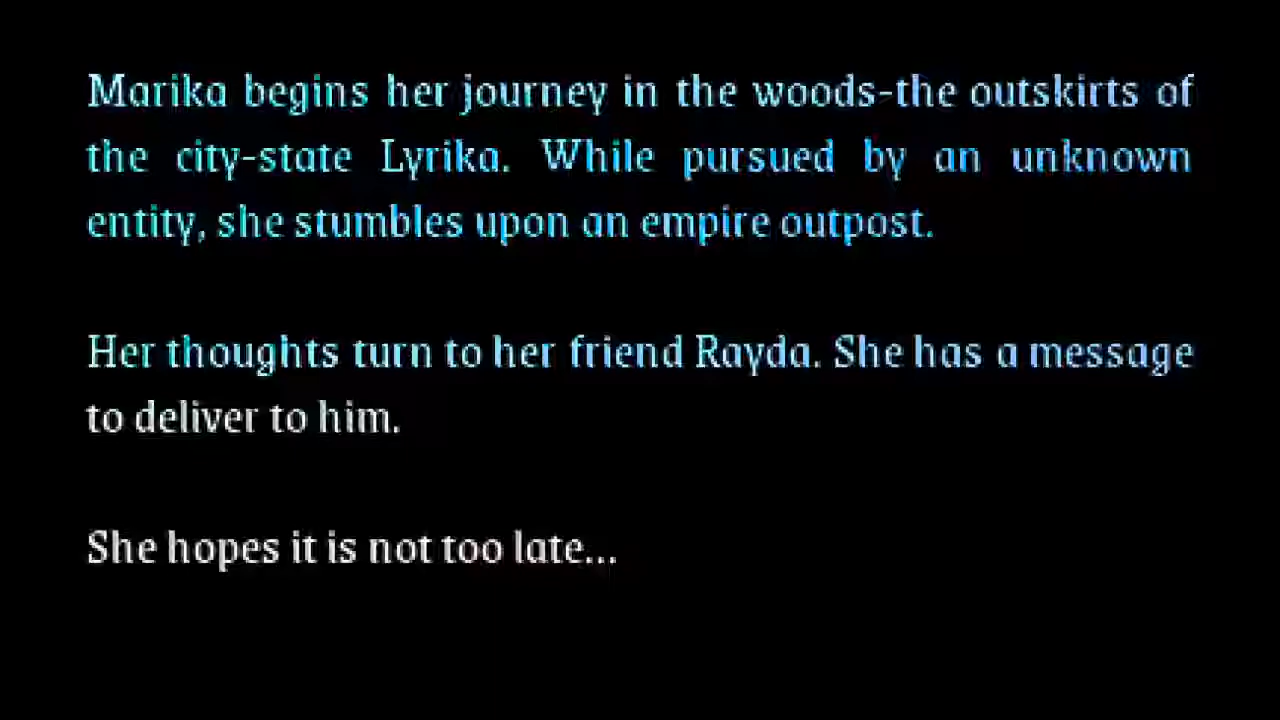 Marika begins her journey in the woods-the outskirts of
the city-state Lyrika. While pursued by an unknown
entity, she stumbles upon an empire outpost.
Her thoughts turn to her friend Rayda. She has a message
to deliver to him.
She hopes it is not too late...